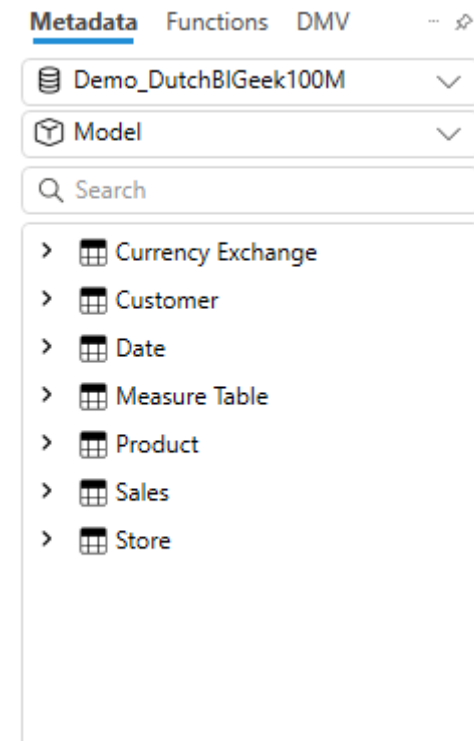 Metadata Functions DMV
Demo_DutchBIGeek100M
Model
Search
Currency Exchange
Customer
Date
Measure Table
Product
Sales
Store